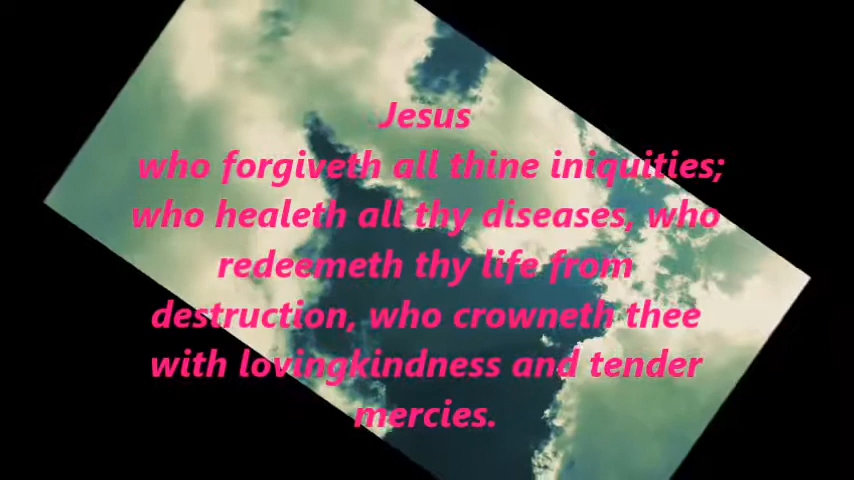 Jesus
who forgiveth all thine iniquities;
who healeth all thy diseases, who
redeemeth thy life from
destruction, who crowneth thee
with lovingkindness and tender
mercies.